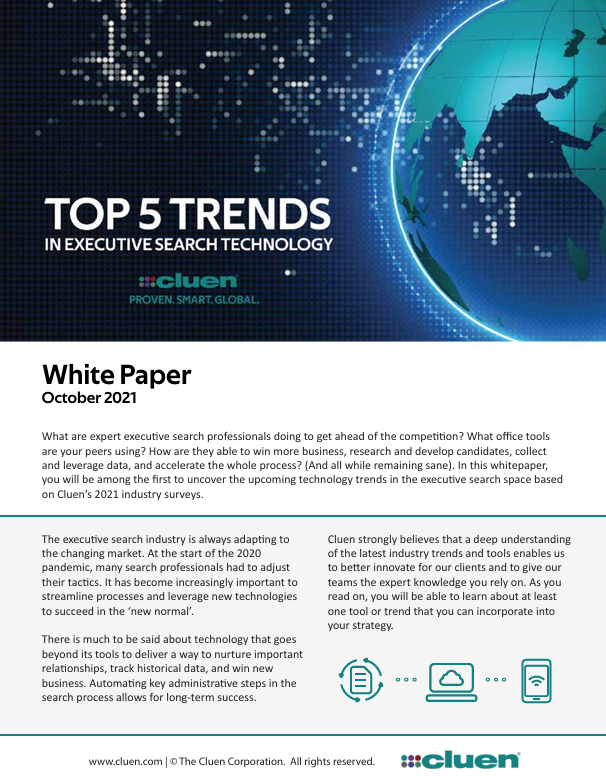 TOP 5 TRENDS
IN EXECUTIVE SEARCH TECHNOLOGY
cluen
PROVEN. SMART. GLOBAL.
White Paper
October 2021
What are expert executive search professionals doing to get ahead of the competition? What office tools
are your peers using? How are they able to win more business, research and develop candidates, collect
and leverage data, and accelerate the whole process? (And all while remaining sane). In this whitepaper,
you will be among the first to uncover the upcoming technology trends in the executive search space based
on Cluen's 2021 industry surveys.
The executive search industry is always adapting to
the changing market. At the start of the 2020
pandemic, many search professionals had to adjust
their tactics. It has become increasingly important to
streamline processes and leverage new technologies
to succeed in the ‘new normal’.
There is much to be said about technology that goes
beyond its tools to deliver a way to nurture important
relationships, track historical data, and win new
business. Automating key administrative steps in the
search process allows for long-term success.
Cluen strongly believes that a deep understanding
of the latest industry trends and tools enables us
to better innovate for our clients and to give our
teams the expert knowledge you rely on. As you
read on, you will be able to learn about at least
one tool or trend that you can incorporate into
your strategy.
www.cluen.com | © The Cluen Corporation. All rights reserved.
cluen®